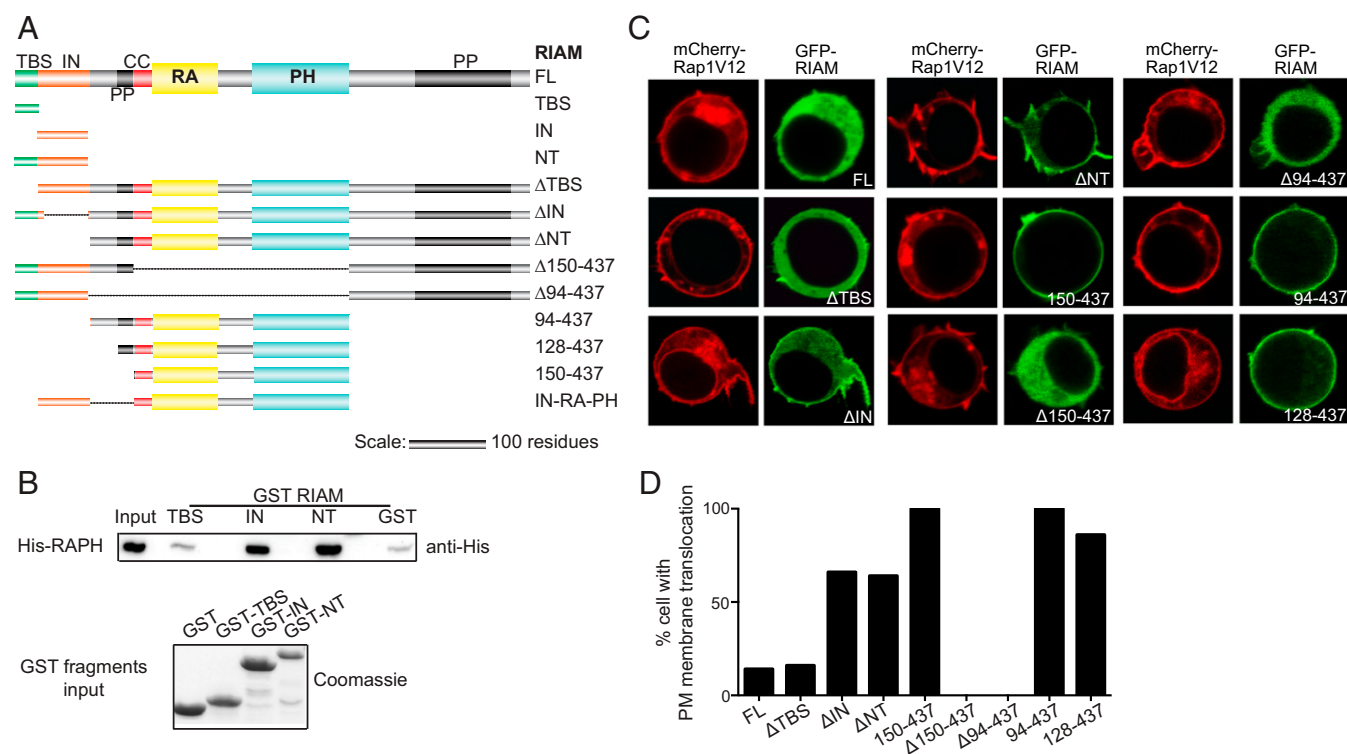 A
TBS IN
CC
PP
RA
PH
PP
RIAM
FL
TBS
IN
NT
ΔTBS
ΔIN
ΔNT
Δ150-437
Δ94-437
94-437
128-437
150-437
IN-RA-PH
Scale: 100 residues
B
GST RIAM
Input TBS IN NT GST
His-RAPH anti-His
GST GST-TBS GST-IN GST-NT
GST fragments
input
Coomassie
C
mCherry-
Rap1V12
GFP-
RIAM
mCherry-
Rap1V12
GFP-
RIAM
mCherry-
Rap1V12
GFP-
RIAM
FL
ΔNT
Δ94-437
ΔTBS
150-437
94-437
ΔIN
Δ150-437
128-437
D
% cell with
PM membrane translocation
100
50
0
FL
ΔTBS
ΔIN
ΔNT
150-437
Δ150-437
Δ94-437
94-437
128-437